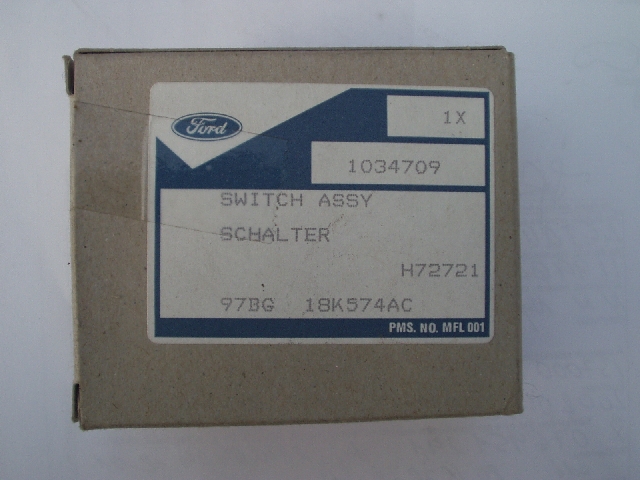 Ford
1X
1034709
SWITCH ASSY
SCHALTER
H72721
97BG 18K574AC
PMS. NO. MFL 001